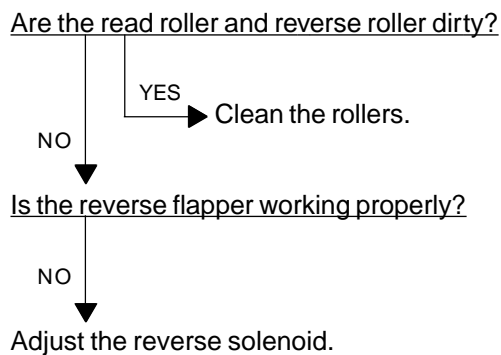 Are the read roller and reverse roller dirty?
YES
Clean the rollers.
NO
Is the reverse flapper working properly?
NO
Adjust the reverse solenoid.